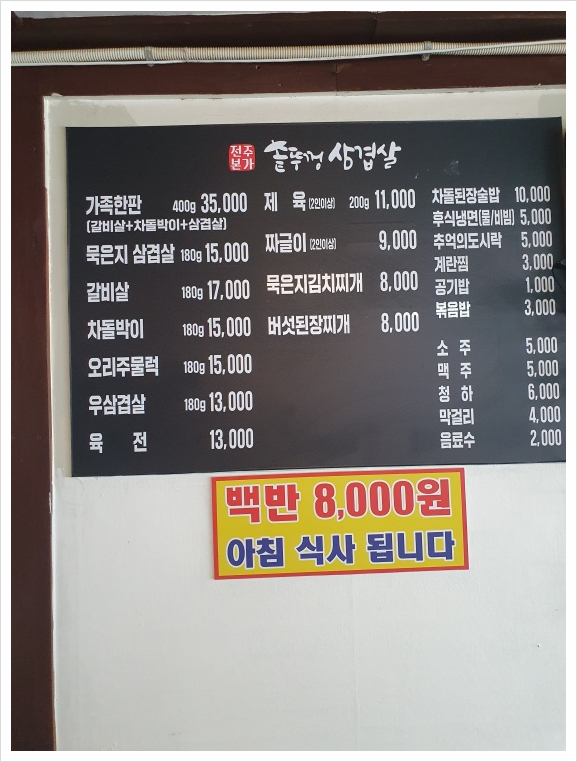 전주본가 솥뚜껑 삼겹살
가족한판 400g 35,000
(갈비살+차돌박이+삼겹살)
묵은지 삼겹살 180g 15,000
갈비살 180g 17,000
차돌박이 180g 15,000
오리주물럭 180g 15,000
우삼겹살 180g 13,000
육 전 13,000
제 육 (2인이상) 200g 11,000
짜글이 (2인이상) 9,000
묵은지김치찌개 8,000
버섯된장찌개 8,000
차돌된장술밥 10,000
후식냉면(물/비빔) 5,000
추억의도시락 5,000
계란찜 3,000
공기밥 1,000
볶음밥 3,000
소 주 5,000
맥 주 5,000
청 하 6,000
막걸리 4,000
음료수 2,000
백반 8,000원
아침 식사 됩니다